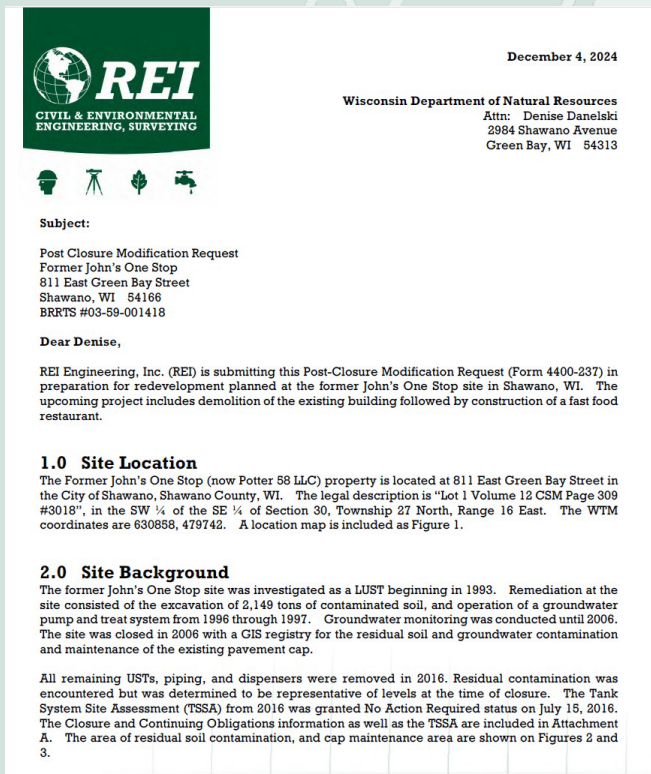 REI
CIVIL & ENVIRONMENTAL
ENGINEERING, SURVEYING
December 4, 2024
Wisconsin Department of Natural Resources
Attn: Denise Danelski
2984 Shawano Avenue
Green Bay, WI 54313
Subject:
Post Closure Modification Request
Former John's One Stop
811 East Green Bay Street
Shawano, WI 54166
BRRTS #03-59-001418
Dear Denise,
REI Engineering, Inc. (REI) is submitting this Post-Closure Modification Request (Form 4400-237) in
preparation for redevelopment planned at the former John's One Stop site in Shawano, WI. The
upcoming project includes demolition of the existing building followed by construction of a fast food
restaurant.
1.0 Site Location
The Former John's One Stop (now Potter 58 LLC) property is located at 811 East Green Bay Street in
the City of Shawano, Shawano County, WI. The legal description is "Lot 1 Volume 12 CSM Page 309
#3018", in the SW ¼ of the SE ¼ of Section 30, Township 27 North, Range 16 East. The WTM
coordinates are 630858, 479742. A location map is included as Figure 1.
2.0 Site Background
The former John's One Stop site was investigated as a LUST beginning in 1993. Remediation at the
site consisted of the excavation of 2,149 tons of contaminated soil, and operation of a groundwater
pump and treat system from 1996 through 1997. Groundwater monitoring was conducted until 2006.
The site was closed in 2006 with a GIS registry for the residual soil and groundwater contamination
and maintenance of the existing pavement cap.
All remaining USTs, piping, and dispensers were removed in 2016. Residual contamination was
encountered but was determined to be representative of levels at the time of closure. The Tank
System Site Assessment (TSSA) from 2016 was granted No Action Required status on July 15, 2016.
The Closure and Continuing Obligations information as well as the TSSA are included in Attachment
A. The area of residual soil contamination, and cap maintenance area are shown on Figures 2 and
3.